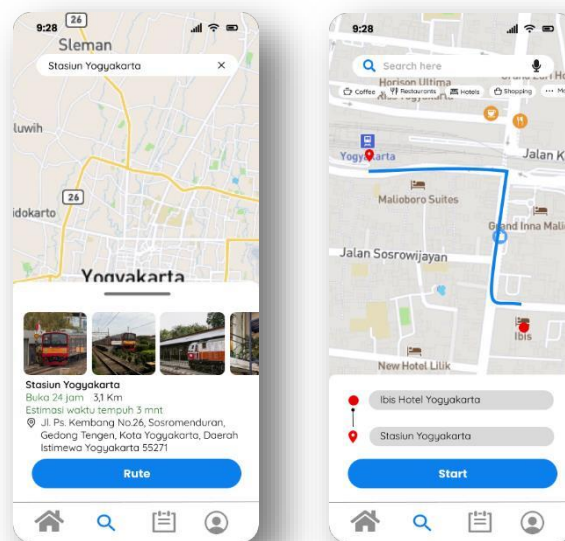 9:28
Sleman
26
Stasiun Yogyakarta
luwih
26
idokarto
Yogyakarta
Stasiun Yogyakarta
Buka 24 jam 3,1 Km
Estimasi waktu tempuh 3 mnt
Jl. Ps. Kembang No.26, Sosromenduran,
Gedong Tengen, Kota Yogyakarta, Daerah
Istimewa Yogyakarta 55271
Rute
9:28
Search here
Horison Ultima
Coffee Restaurants Hotels Shopping
Jalan K
Malioboro Suites
Grand Inna Mali
Jalan Sosrowijayan
Ibis
New Hotel Lilik
Ibis Hotel Yogyakarta
Stasiun Yogyakarta
Start